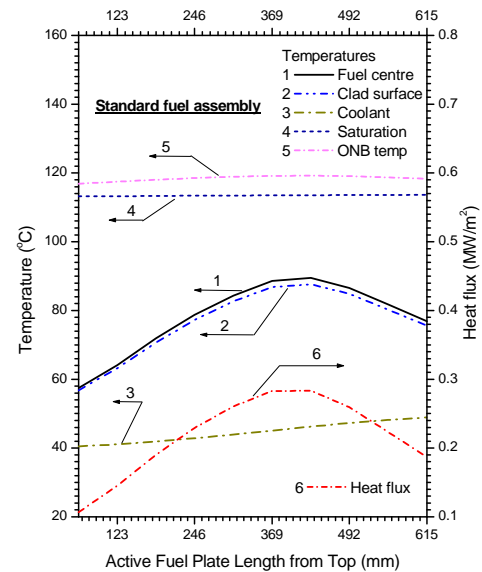 123 246 369 492 615
160
140
120
100
80
60
40
20
0.8
0.7
0.6
0.5
0.4
0.3
0.2
0.1
Temperature (°C)
Heat flux (MW/m²)
Temperatures
1 Fuel centre
2 Clad surface
3 Coolant
4 Saturation
5 ONB temp
Standard fuel assembly
5
4
1
2
6
3
6 Heat flux
123 246 369 492 615
Active Fuel Plate Length from Top (mm)